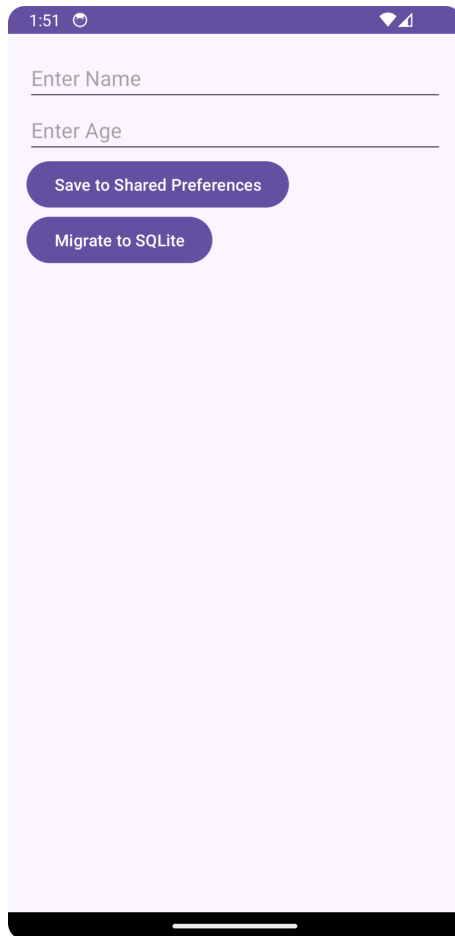 1:51
Enter Name
Enter Age
Save to Shared Preferences
Migrate to SQLite